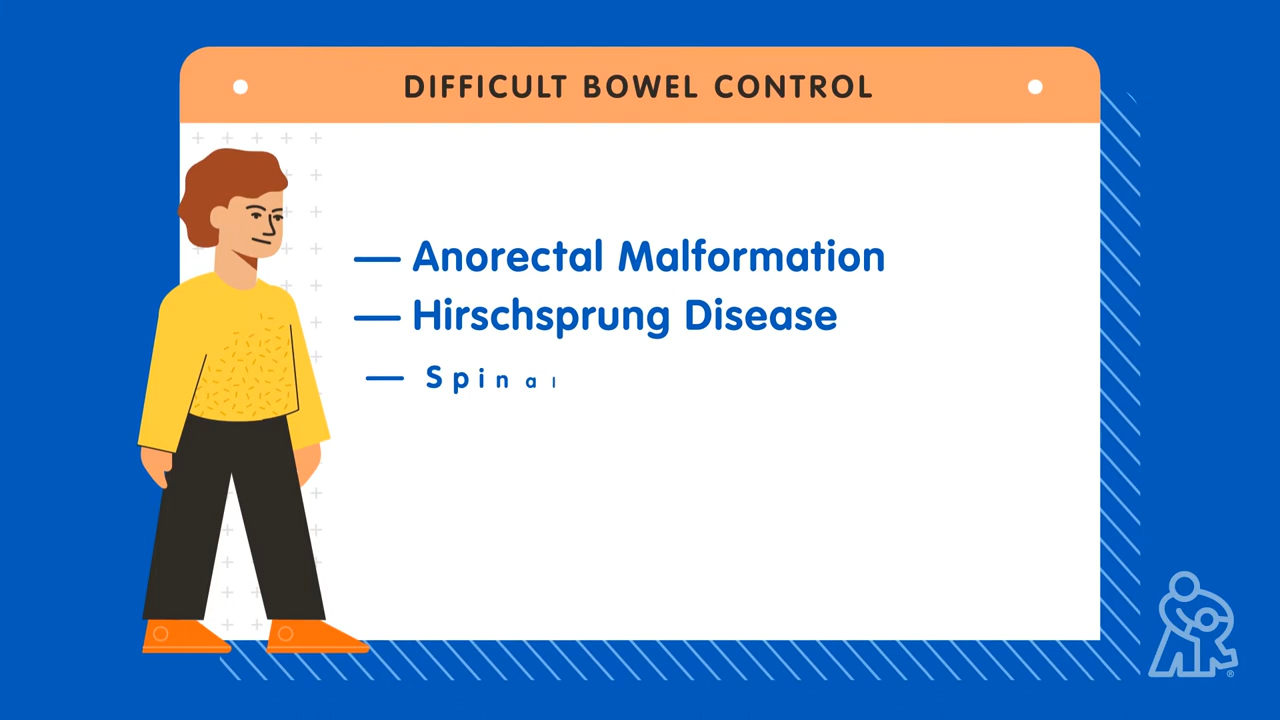 DIFFICULT BOWEL CONTROL
— Anorectal Malformation
— Hirschsprung Disease
— Spinal